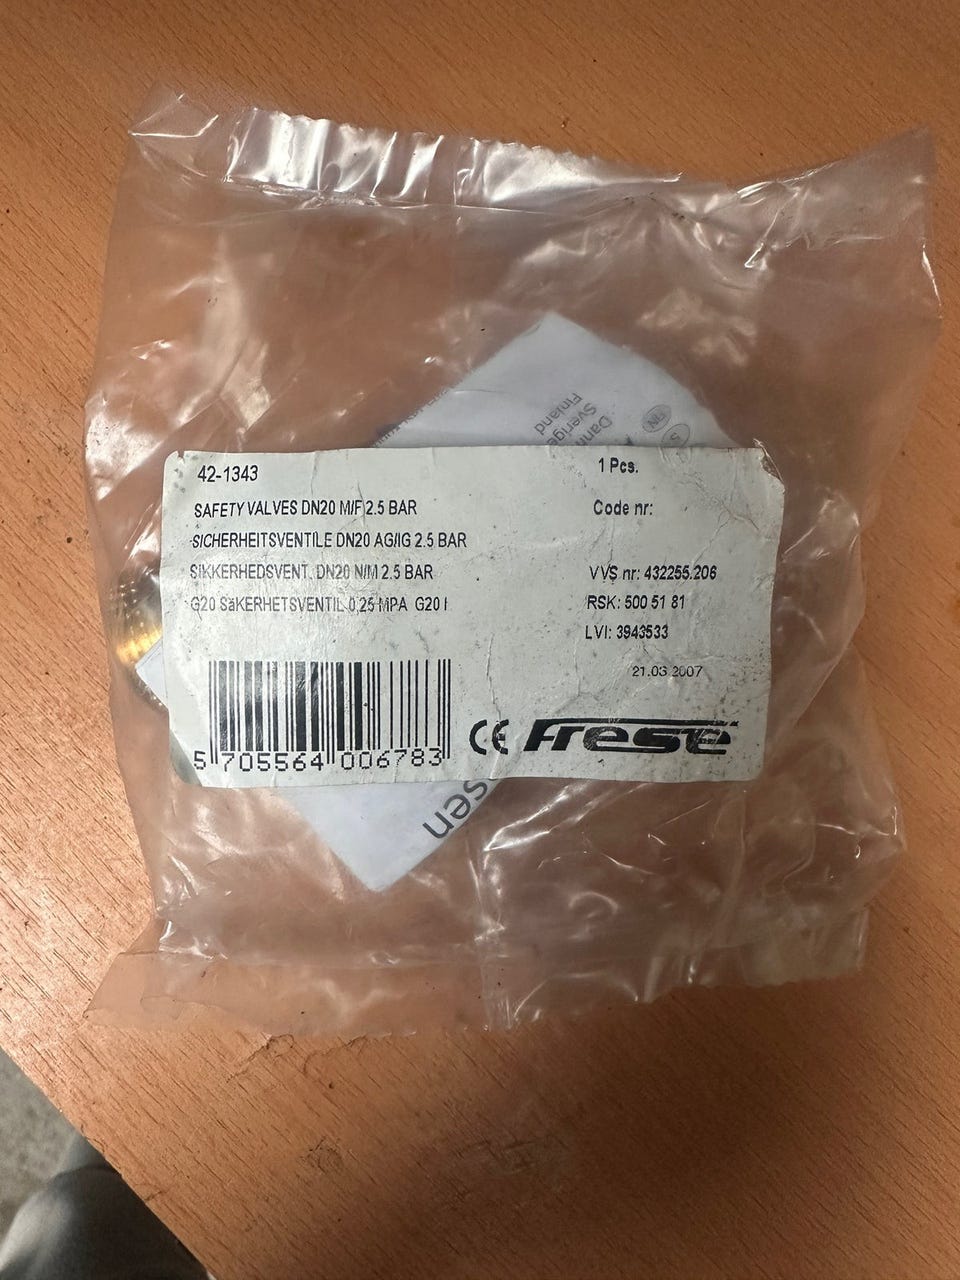 Finland
Sverige
FIN
42-1343
1 Pcs.
SAFETY VALVES DN20 M/F 2.5 BAR
Code nr:
SICHERHEITSVENTILE DN20 AG/IG 2.5 BAR
SIKKERHEDSVENT. DN20 N/M 2.5 BAR
VVS nr: 432255.206
G20 SäKERHETSVENTIL 0,25 MPA G20 I
RSK: 500 51 81
LVI: 3943533
21.03 2007
5 705564 006783
CE Frese
sen